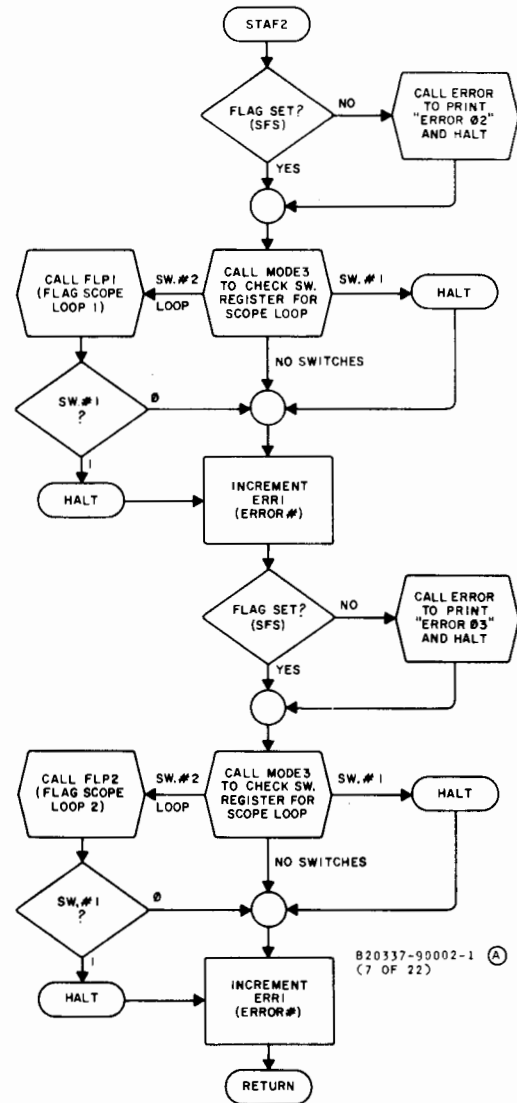 STAF2
FLAG SET?
(SFS)
NO
CALL ERROR
TO PRINT
"ERROR Ø2"
AND HALT
YES
CALL FLP1
(FLAG SCOPE
LOOP 1)
SW.#2
LOOP
CALL MODE3
TO CHECK SW.
REGISTER FOR
SCOPE LOOP
SW.#1
HALT
NO SWITCHES
SW.#1
?
Ø
1
HALT
INCREMENT
ERR1
(ERROR#)
FLAG SET?
(SFS)
NO
CALL ERROR
TO PRINT
"ERROR Ø3"
AND HALT
YES
CALL FLP2
(FLAG SCOPE
LOOP 2)
SW.#2
LOOP
CALL MODE3
TO CHECK SW.
REGISTER FOR
SCOPE LOOP
SW.#1
HALT
NO SWITCHES
SW.#1
?
Ø
1
HALT
INCREMENT
ERR1
(ERROR#)
B20337-90002-1 A
(7 OF 22)
RETURN